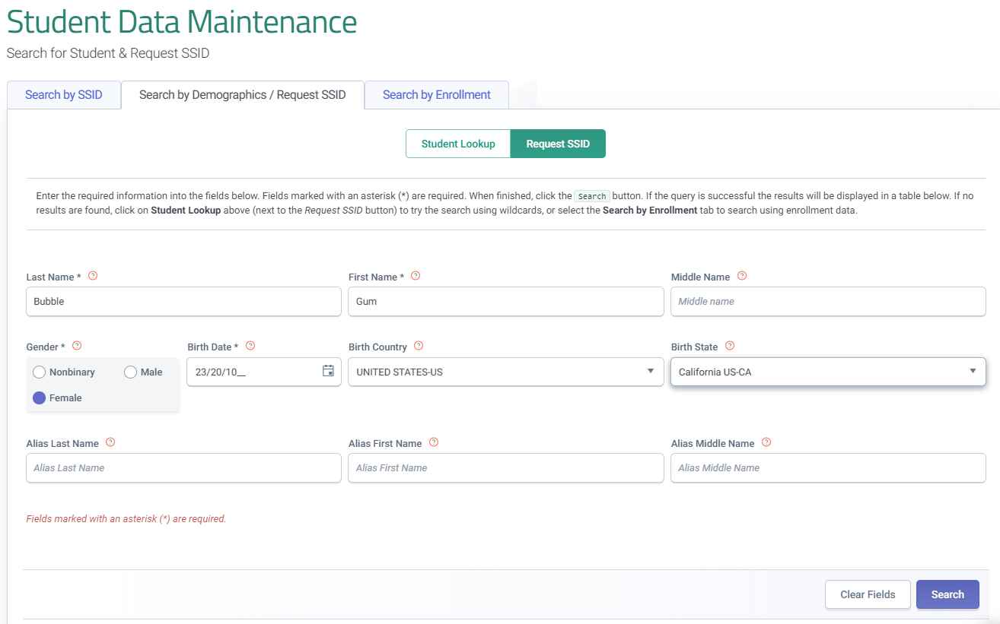 Student Data Maintenance
Search for Student & Request SSID
Search by SSID
Search by Demographics / Request SSID
Search by Enrollment
Student Lookup
Request SSID
Enter the required information into the fields below. Fields marked with an asterisk (*) are required. When finished, click the Search button. If the query is successful the results will be displayed in a table below. If no
results are found, click on Student Lookup above (next to the Request SSID button) to try the search using wildcards, or select the Search by Enrollment tab to search using enrollment data.
Last Name * ?
First Name * ?
Middle Name ?
Bubble
Gum
Middle name
Gender * ?
Birth Date * ?
Birth Country ?
Birth State ?
Nonbinary
Male
Female
23/20/10__
UNITED STATES-US
California US-CA
Alias Last Name ?
Alias First Name ?
Alias Middle Name ?
Alias Last Name
Alias First Name
Alias Middle Name
Fields marked with an asterisk (*) are required.
Clear Fields
Search